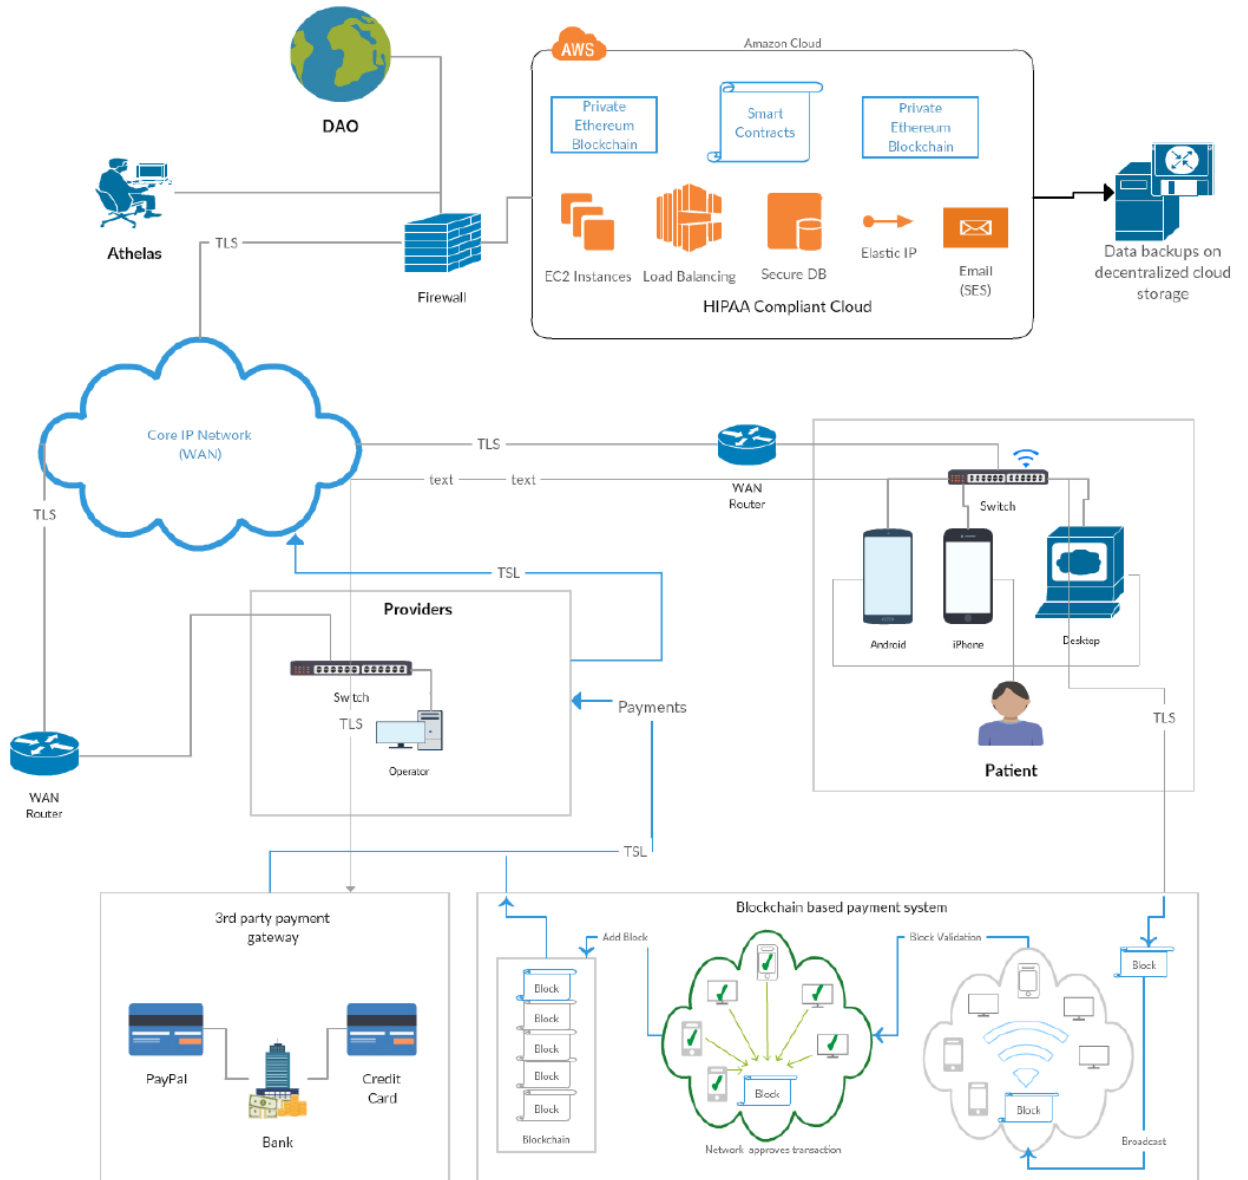 AWS
Amazon Cloud
Private
Ethereum
Blockchain
Smart
Contracts
Private
Ethereum
Blockchain
DAO
Athelas
TLS
Firewall
EC2 Instances
Load Balancing
Secure DB
Elastic IP
Email
(SES)
HIPAA Compliant Cloud
Data backups on
decentralized cloud
storage
Core IP Network
(WAN)
TLS
WAN
Router
text
text
Switch
TLS
TSL
Android
iPhone
Desktop
Patient
TLS
Providers
Switch
TLS
Operator
Payments
WAN
Router
TSL
3rd party payment
gateway
PayPal
Credit
Card
Bank
Blockchain based payment system
Add Block
Block Validation
Block
Block
Block
Block
Block
Blockchain
Block
Network approves transaction
Block
Block
Broadcast